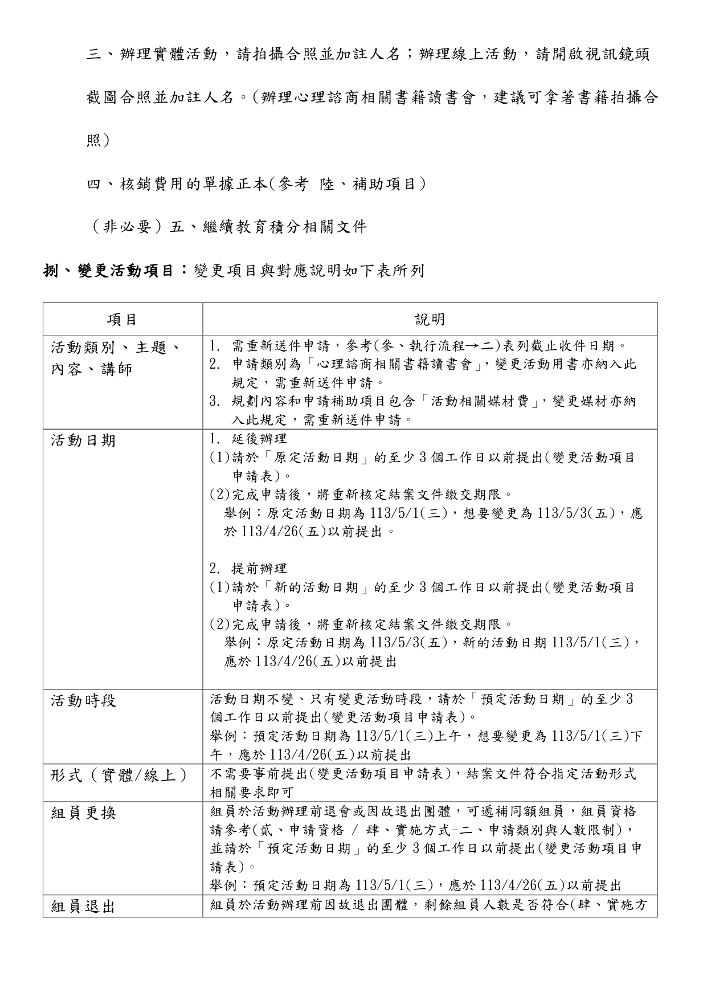 三、辦理實體活動，請拍攝合照並加註人名；辦理線上活動，請開啟視訊鏡頭
截圖合照並加註人名。(辦理心理諮商相關書籍讀書會，建議可拿著書籍拍攝合
照)
四、核銷費用的單據正本(參考 陸、補助項目)
（非必要）五、繼續教育積分相關文件
捌、變更活動項目：變更項目與對應說明如下表所列
項目
說明
活動類別、主題、
內容、講師
1. 需重新送件申請，參考(參、執行流程→二)表列截止收件日期。
2. 申請類別為「心理諮商相關書籍讀書會」，變更活動用書亦納入此
規定，需重新送件申請。
3. 規劃內容和申請補助項目包含「活動相關媒材費」，變更媒材亦納
入此規定，需重新送件申請。
活動日期
1. 延後辦理
(1)請於「原定活動日期」的至少 3 個工作日以前提出(變更活動項目
申請表)。
(2)完成申請後，將重新核定結案文件繳交期限。
舉例：原定活動日期為 113/5/1(三)，想要變更為 113/5/3(五)，應
於 113/4/26(五)以前提出。
2. 提前辦理
(1)請於「新的活動日期」的至少 3 個工作日以前提出(變更活動項目
申請表)。
(2)完成申請後，將重新核定結案文件繳交期限。
舉例：原定活動日期為 113/5/3(五)，新的活動日期 113/5/1(三)，
應於 113/4/26(五)以前提出
活動時段
活動日期不變、只有變更活動時段，請於「預定活動日期」的至少 3
個工作日以前提出(變更活動項目申請表)。
舉例：預定活動日期為 113/5/1(三)上午，想要變更為 113/5/1(三)下
午，應於 113/4/26(五)以前提出
形式（實體/線上）
不需要事前提出(變更活動項目申請表)，結案文件符合指定活動形式
相關要求即可
組員更換
組員於活動辦理前退會或因故退出團體，可遞補同額組員，組員資格
請參考(貳、申請資格 / 肆、實施方式-二、申請類別與人數限制)，
並請於「預定活動日期」的至少 3 個工作日以前提出(變更活動項目申
請表)。
舉例：預定活動日期為 113/5/1(三)，應於 113/4/26(五)以前提出
組員退出
組員於活動辦理前因故退出團體，剩餘組員人數是否符合(肆、實施方